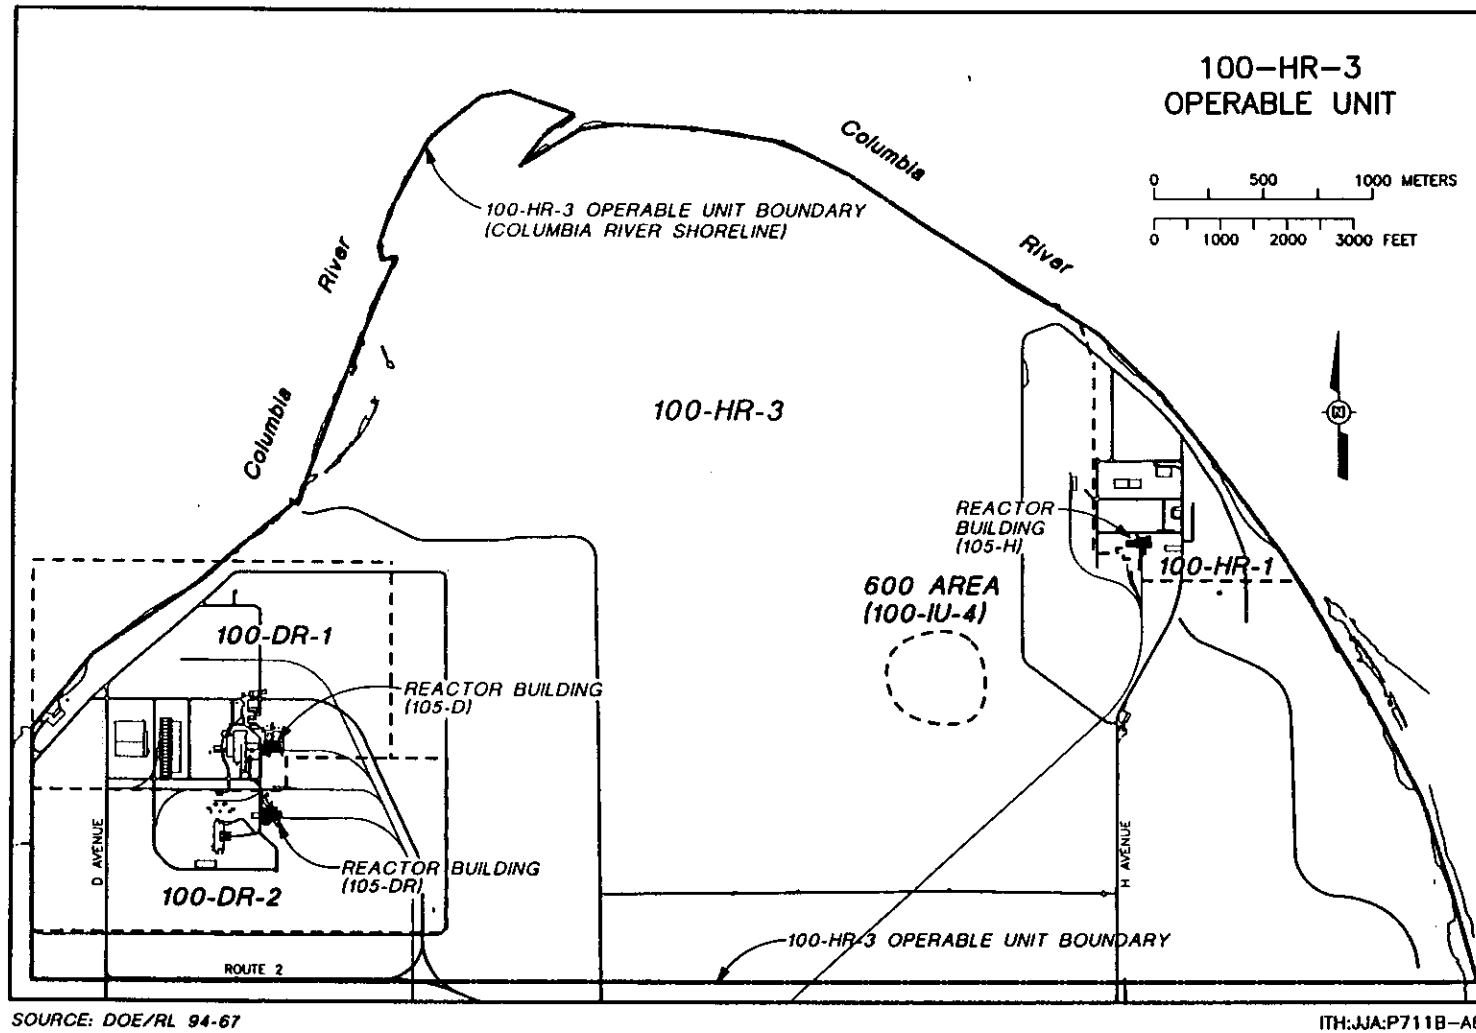 100-HR-3
OPERABLE UNIT
0 500 1000 METERS
0 1000 2000 3000 FEET
Columbia
River
100-HR-3 OPERABLE UNIT BOUNDARY
(COLUMBIA RIVER SHORELINE)
River
Columbia
100-HR-3
N
REACTOR
BUILDING
(105-H)
100-HR-1
600 AREA
(100-IU-4)
100-DR-1
REACTOR BUILDING
(105-D)
D AVENUE
REACTOR BUILDING
(105-DR)
100-DR-2
H AVENUE
100-HR-3 OPERABLE UNIT BOUNDARY
ROUTE 2
SOURCE: DOE/RL 94-67